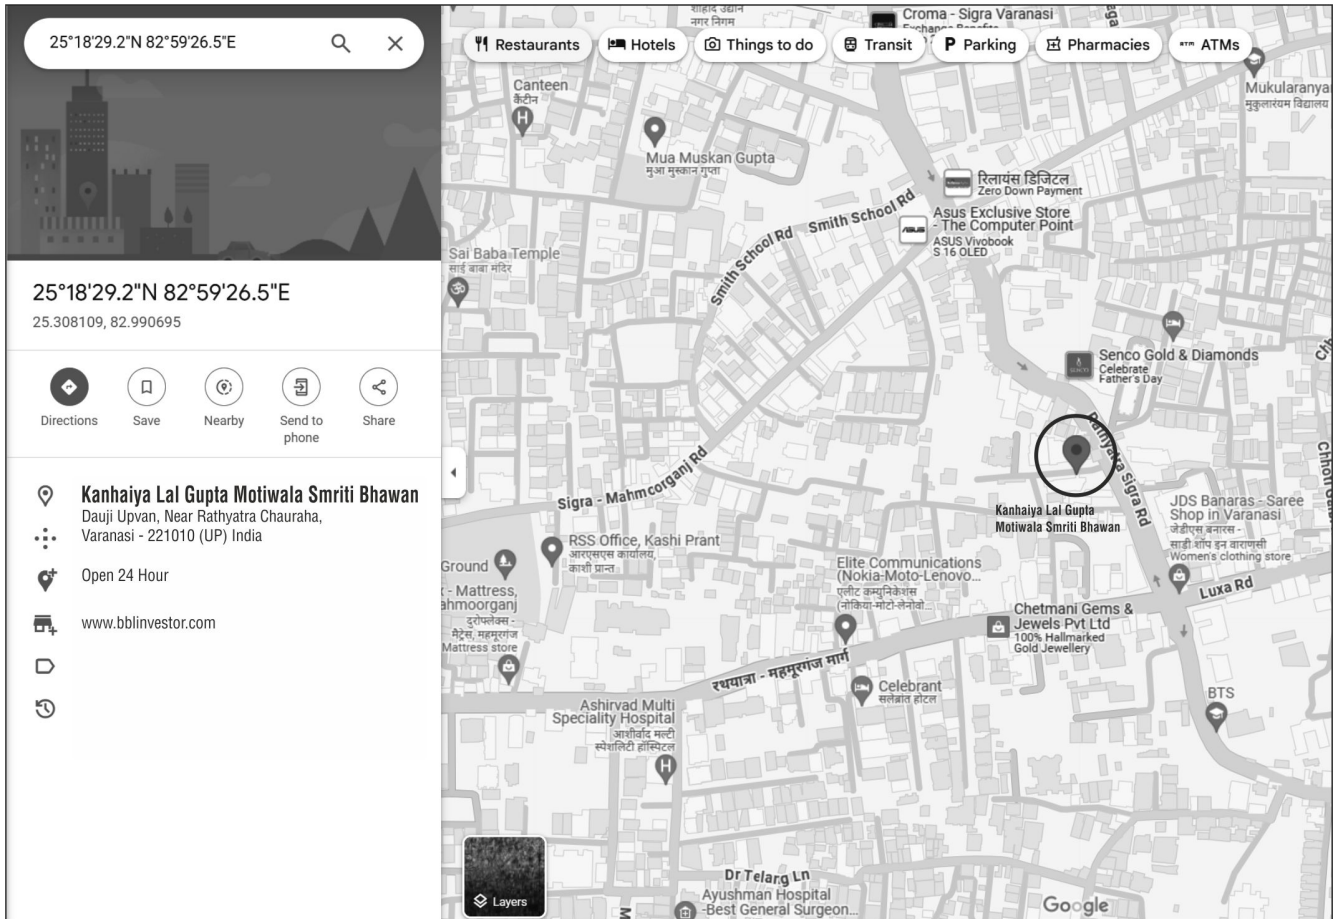 25°18'29.2"N 82°59'26.5"E
25°18'29.2"N 82°59'26.5"E
25.308109, 82.990695
Directions
Save
Nearby
Send to
phone
Share
Kanhaiya Lal Gupta Motiwala Smriti Bhawan
Dauji Upvan, Near Rathyatra Chauraha,
Varanasi - 221010 (UP) India
Open 24 Hour
www.bblinvestor.com
शहीद उद्यान
नगर निगम
Croma - Sigra Varanasi
Restaurants
Hotels
Things to do
Transit
Parking
Pharmacies
ATMs
Canteen
कैंटीन
Mukularanya
मुकुलारंयम विद्यालय
Mua Muskan Gupta
मुआ मुस्कान गुप्ता
रिलायंस डिजिटल
Zero Down Payment
Smith School Rd
Smith School Rd
Asus Exclusive Store
- The Computer Point
ASUS Vivobook
S 16 OLED
Sai Baba Temple
साई बाबा मंदिर
Senco Gold & Diamonds
Celebrate
Father's Day
Rathyatra Sigra Rd
Sigra - Mahmoorganj Rd
Kanhaiya Lal Gupta
Motiwala Smriti Bhawan
JDS Banaras - Saree
Shop in Varanasi
जेडीएस बनारस -
साड़ी शॉप इन वाराणसी
Women's clothing store
RSS Office, Kashi Prant
आरएसएस कार्यालय,
काशी प्रान्त
Ground
- Mattress,
ahmoorganj
दुरोफ्लेक्स -
मैट्रेस, महमूरगंज
Mattress store
Elite Communications
(Nokia-Moto-Lenovo...
एलीट कम्युनिकेशंस
(नोकिया-मोटो-लेनोवो...
Luxa Rd
Chetmani Gems &
Jewels Pvt Ltd
100% Hallmarked
Gold Jewellery
रथयात्रा - महमूरगंज मार्ग
Celebrant
सलेब्रांत होटल
BTS
Ashirvad Multi
Speciality Hospital
आशीर्वाद मल्टी
स्पेशलिटी हॉस्पिटल
Layers
Dr Telang Ln
Ayushman Hospital
-Best General Surgeon...
Google